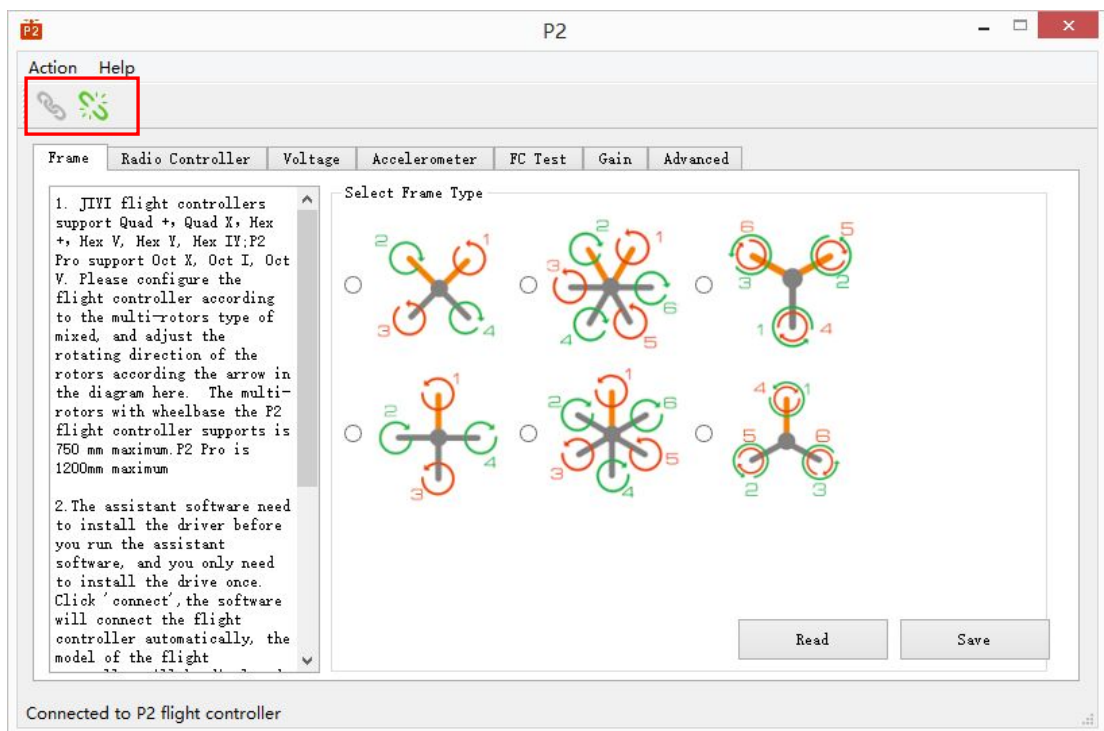 P2
P2
Action Help
Frame Radio Controller Voltage Accelerometer FC Test Gain Advanced
1. JIYI flight controllers
support Quad +, Quad X, Hex
+, Hex V, Hex Y, Hex IY;P2
Pro support Oct X, Oct I, Oct
V. Please configure the
flight controller according
to the multi-rotors type of
mixed, and adjust the
rotating direction of the
rotors according the arrow in
the diagram here. The multi-
rotors with wheelbase the P2
flight controller supports is
750 mm maximum.P2 Pro is
1200mm maximum
2.The assistant software need
to install the driver before
you run the assistant
software, and you only need
to install the drive once.
Click 'connect',the software
will connect the flight
controller automatically, the
model of the flight
Select Frame Type
2 1
3 4
2 1
3 6
4 5
6 5
3 2
1 4
1
2 4
3
1
2 6
3 5
4
4 1
5 6
2 3
Read Save
Connected to P2 flight controller